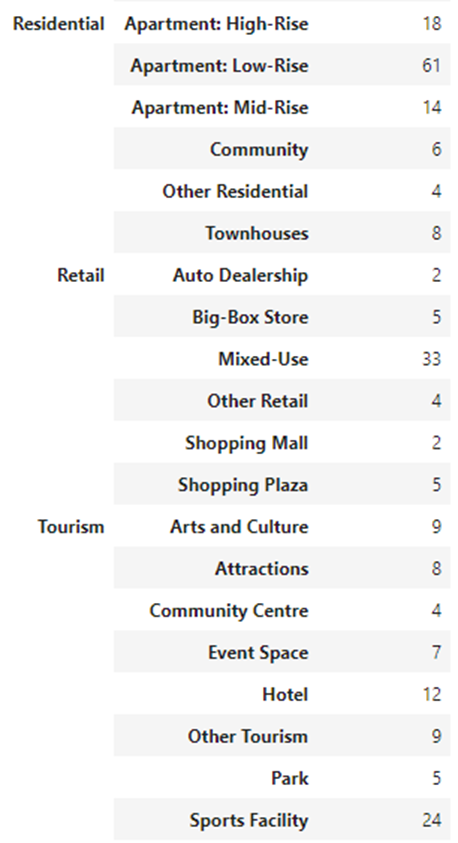 Residential Apartment: High-Rise 18
Apartment: Low-Rise 61
Apartment: Mid-Rise 14
Community 6
Other Residential 4
Townhouses 8
Retail Auto Dealership 2
Big-Box Store 5
Mixed-Use 33
Other Retail 4
Shopping Mall 2
Shopping Plaza 5
Tourism Arts and Culture 9
Attractions 8
Community Centre 4
Event Space 7
Hotel 12
Other Tourism 9
Park 5
Sports Facility 24